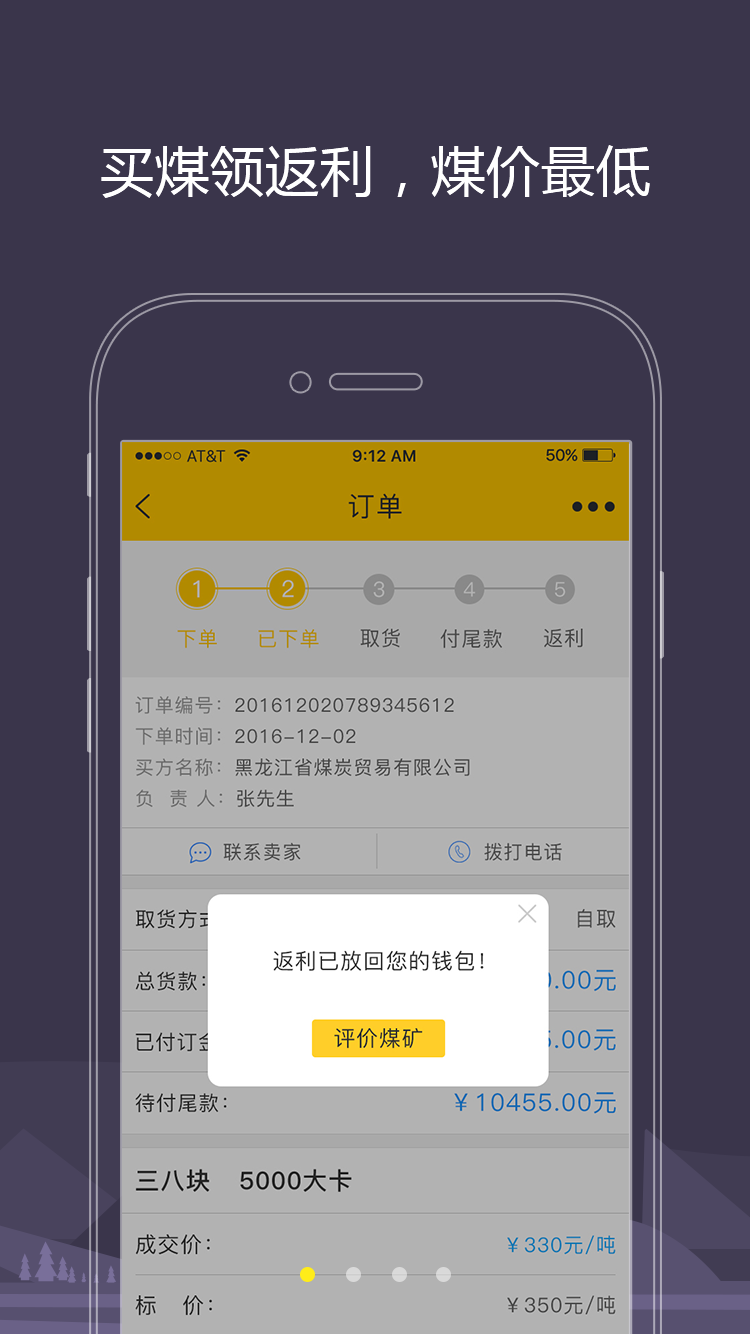 买煤领返利，煤价最低
AT&T 9:12 AM 50%
订单
1 2 3 4 5
下单 已下单 取货 付尾款 返利
订单编号：201612020789345612
下单时间：2016-12-02
买方名称：黑龙江省煤炭贸易有限公司
负 责 人：张先生
联系卖家 拨打电话
取货方式 自取
返利已放回您的钱包！
总货款： 0.00元
评价煤矿
已付订金 5.00元
待付尾款：￥10455.00元
三八块 5000大卡
成交价：￥330元/吨
标 价：￥350元/吨